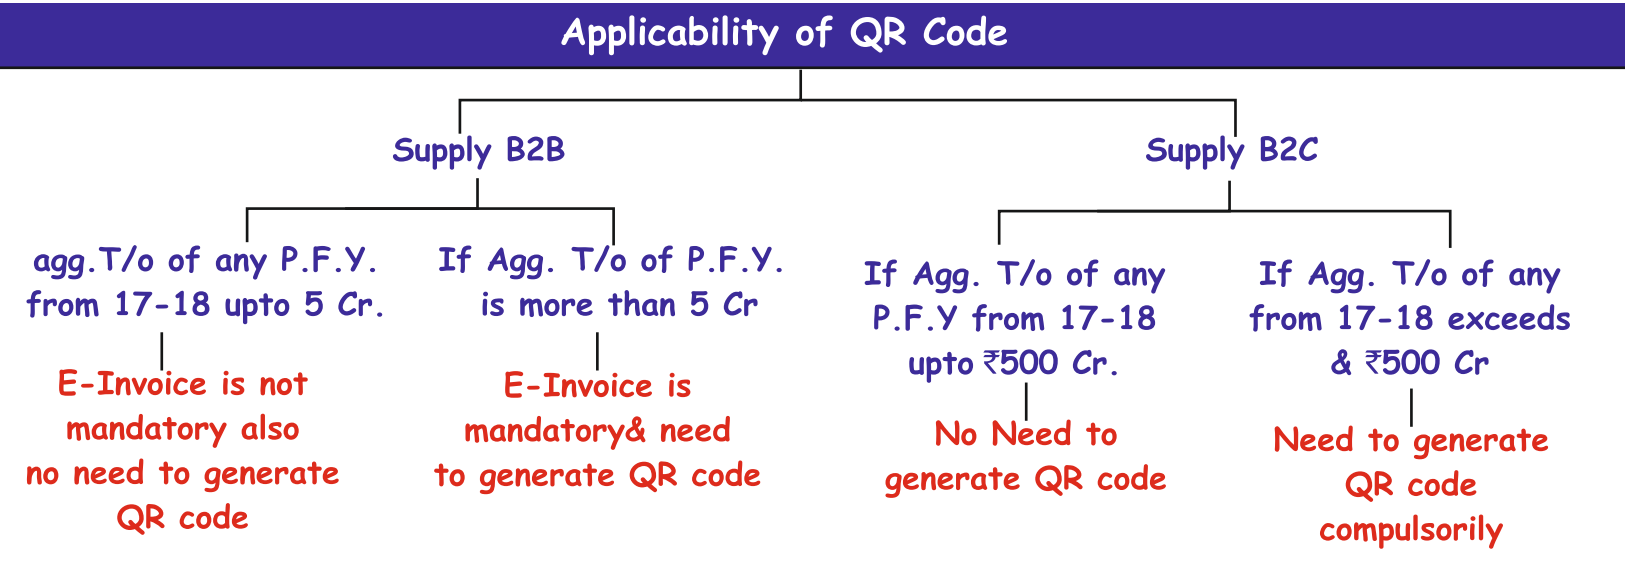 Applicability of QR Code
Supply B2B
Supply B2C
agg.T/o of any P.F.Y.
from 17-18 upto 5 Cr.
If Agg. T/o of P.F.Y.
is more than 5 Cr
If Agg. T/o of any
P.F.Y from 17-18
upto ₹500 Cr.
If Agg. T/o of any
from 17-18 exceeds
& ₹500 Cr
E-Invoice is not
mandatory also
no need to generate
QR code
E-Invoice is
mandatory& need
to generate QR code
No Need to
generate QR code
Need to generate
QR code
compulsorily